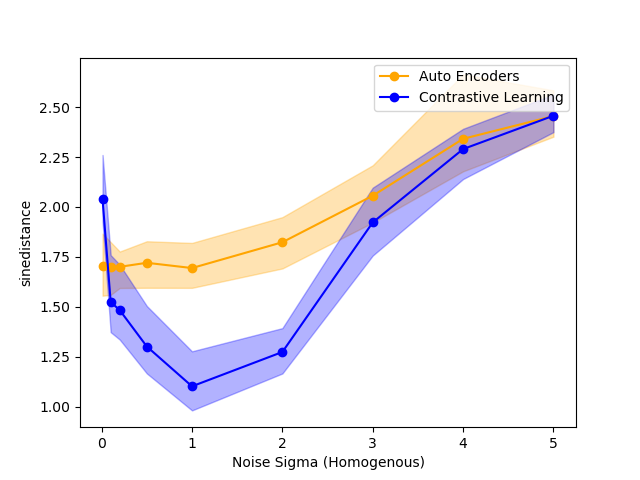 Auto Encoders
Contrastive Learning
2.50
2.25
2.00
1.75
1.50
1.25
1.00
sinedistance
0 1 2 3 4 5
Noise Sigma (Homogenous)